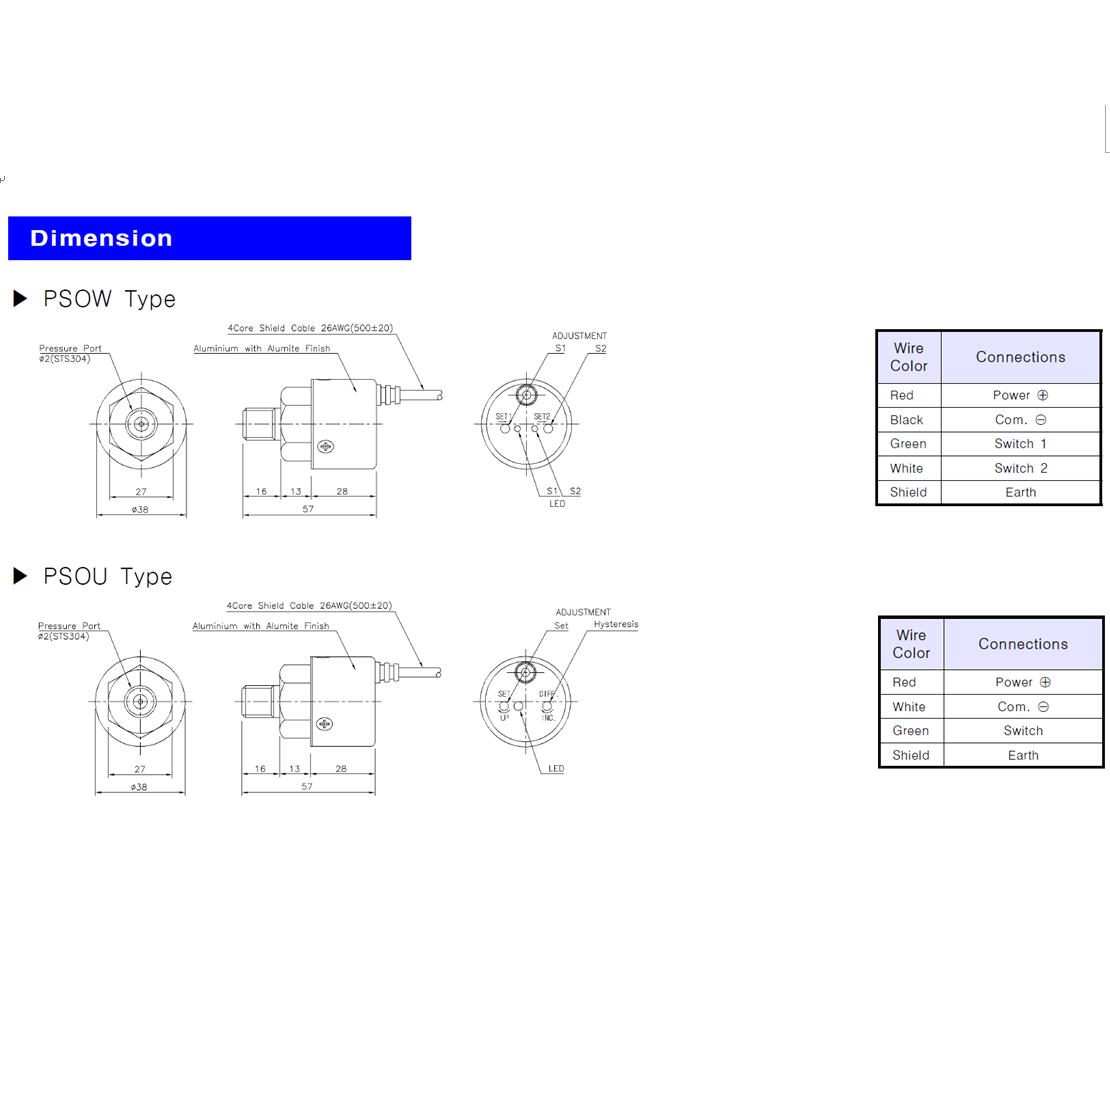 Dimension
▶ PSOW Type
4Core Shield Cable 26AWG(500±20)
Pressure Port
ø2(STS304)
Aluminium with Alumite Finish
ADJUSTMENT
S1 S2
SET1 SET2
27
ø38
16 13 28
57
S1 S2
LED
Wire Color Connections
Red Power ⊕
Black Com. ⊖
Green Switch 1
White Switch 2
Shield Earth
▶ PSOU Type
4Core Shield Cable 26AWG(500±20)
Pressure Port
ø2(STS304)
Aluminium with Alumite Finish
ADJUSTMENT
Set Hysteresis
SET DIFF.
UP INC.
27
ø38
16 13 28
57
LED
Wire Color Connections
Red Power ⊕
White Com. ⊖
Green Switch
Shield Earth